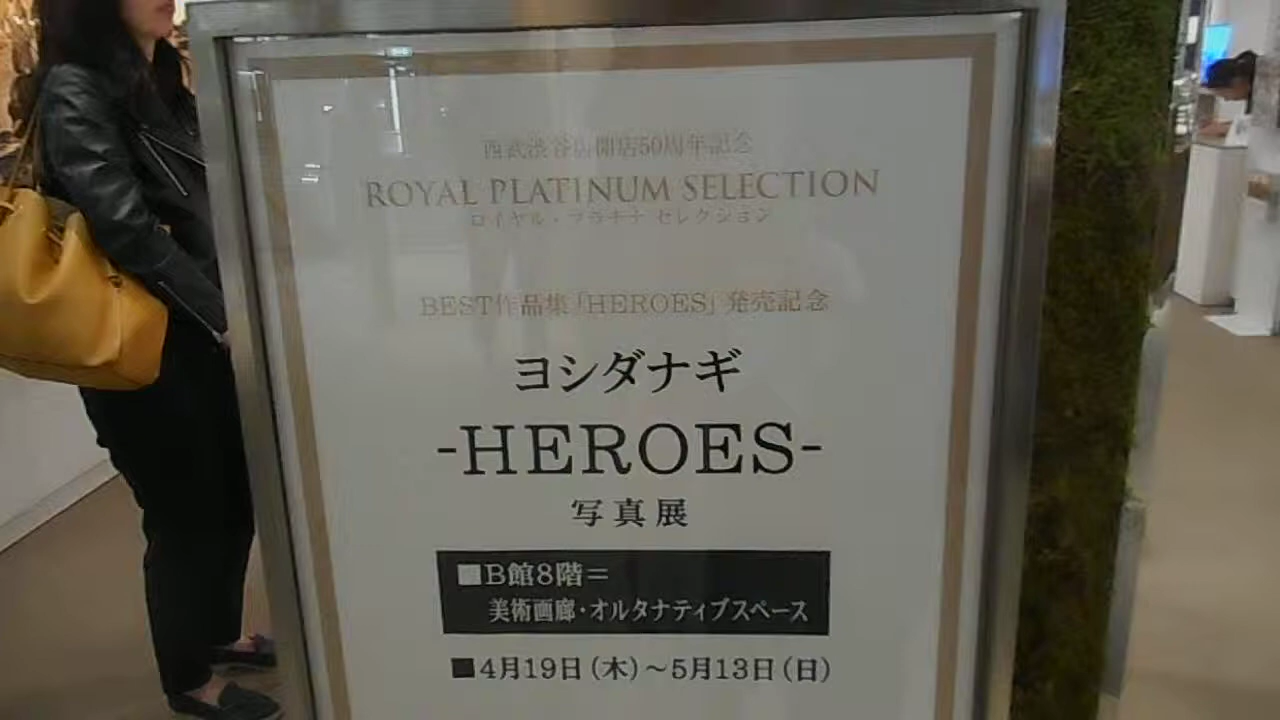 西武渋谷店開店50周年記念
ROYAL PLATINUM SELECTION
ロイヤル・プラチナ セレクション
BEST作品集「HEROES」発売記念
ヨシダナギ
-HEROES-
写真展
■B館8階＝
美術画廊・オルタナティブスペース
■4月19日（木）～5月13日（日）